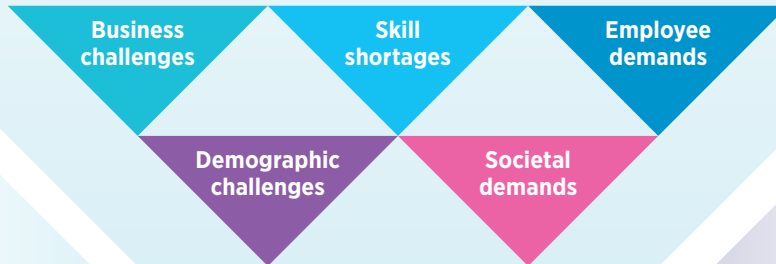 Business
challenges
Skill
shortages
Employee
demands
Demographic
challenges
Societal
demands